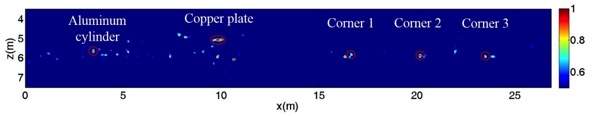 Aluminum
cylinder
Copper plate
Corner 1
Corner 2
Corner 3
4
5
6
7
z(m)
0
5
10
15
20
25
x(m)
1
0.8
0.6